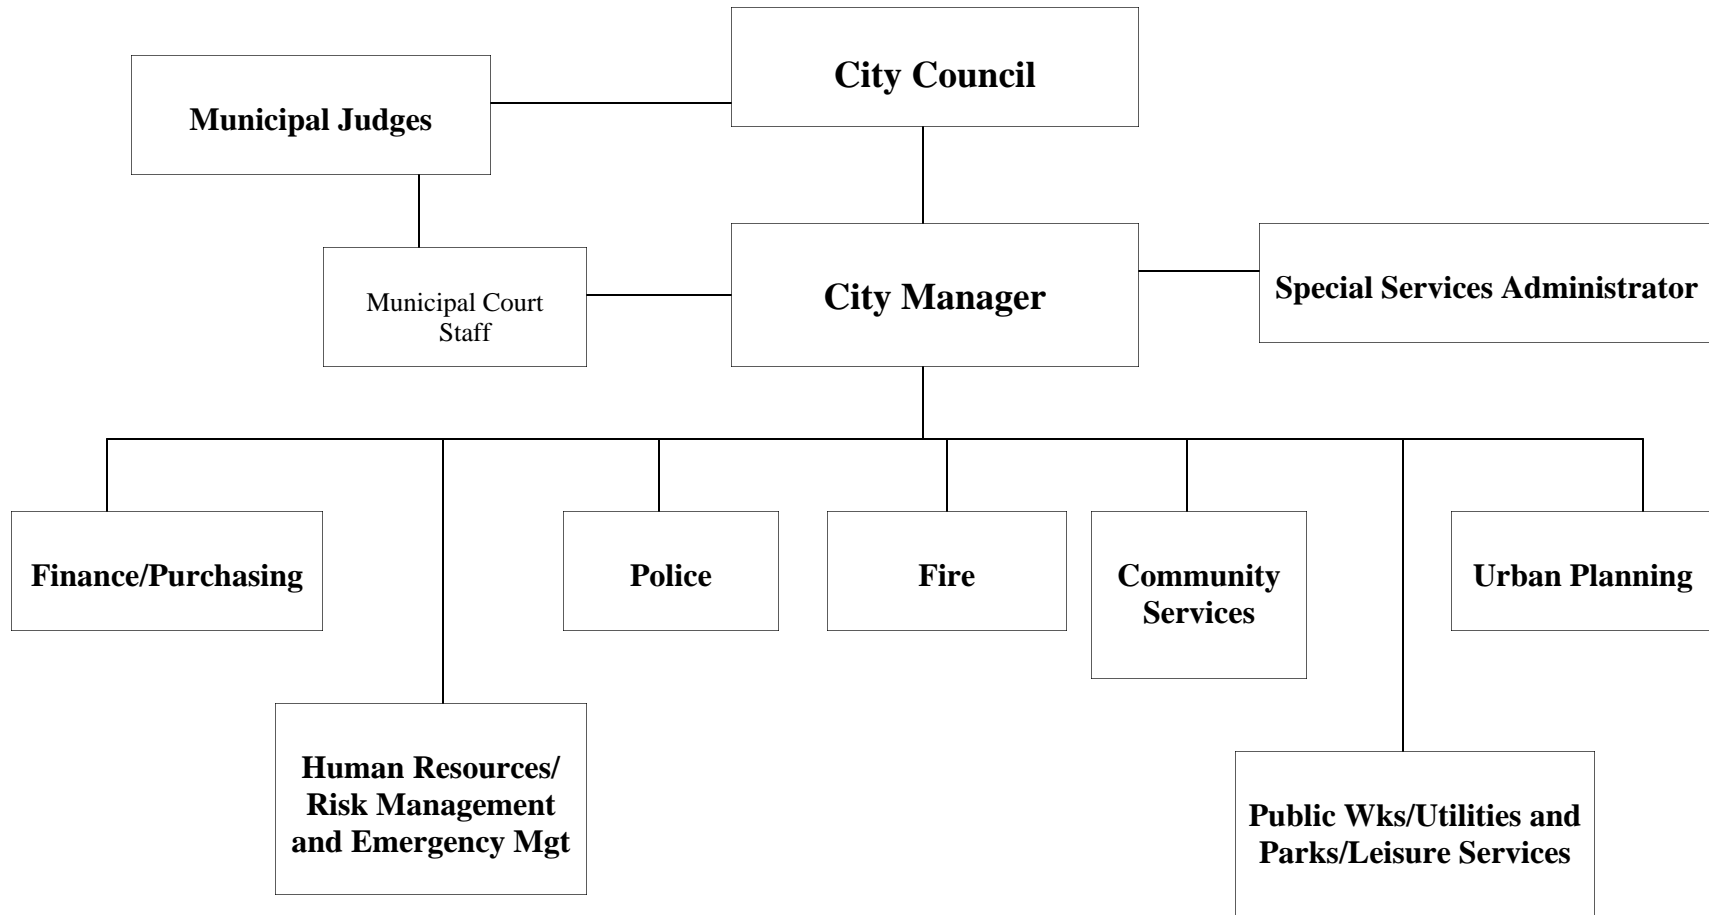 City Council
Municipal Judges
City Manager
Special Services Administrator
Municipal Court
Staff
Finance/Purchasing
Police
Fire
Community
Services
Urban Planning
Human Resources/
Risk Management
and Emergency Mgt
Public Wks/Utilities and
Parks/Leisure Services